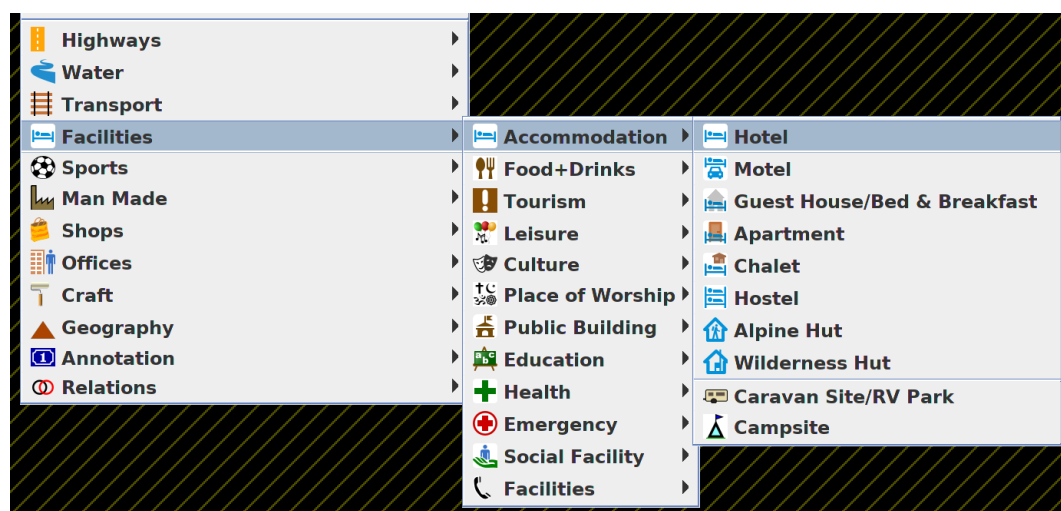 Highways
Water
Transport
Facilities
Sports
Man Made
Shops
Offices
Craft
Geography
Annotation
Relations
Accommodation
Food+Drinks
Tourism
Leisure
Culture
Place of Worship
Public Building
Education
Health
Emergency
Social Facility
Facilities
Hotel
Motel
Guest House/Bed & Breakfast
Apartment
Chalet
Hostel
Alpine Hut
Wilderness Hut
Caravan Site/RV Park
Campsite